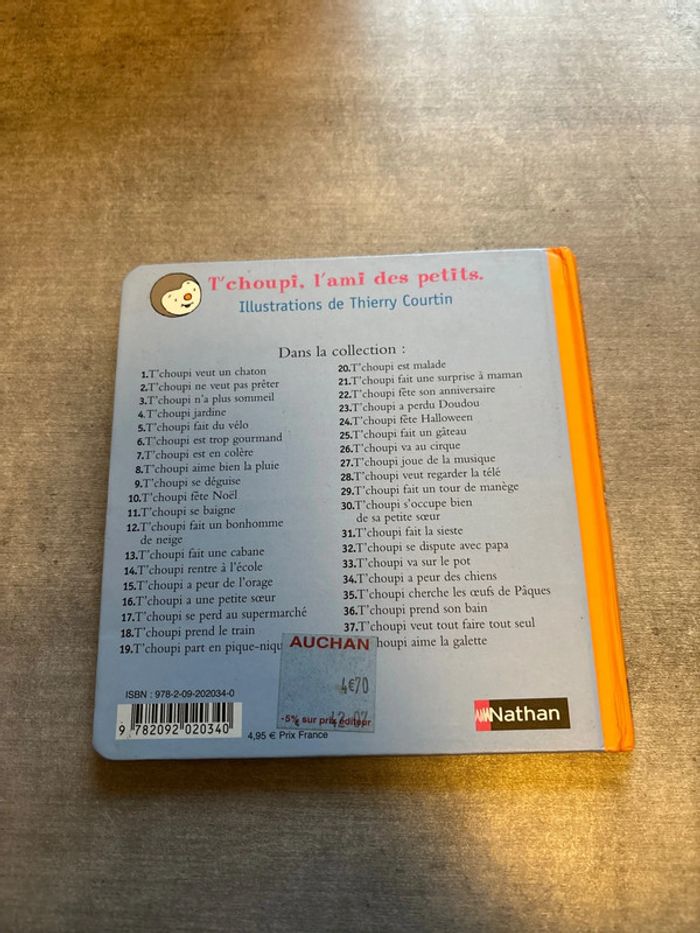 T'choupi, l'ami des petits.
Illustrations de Thierry Courtin
Dans la collection :
1.T'choupi veut un chaton
2.T'choupi ne veut pas prêter
3.T'choupi n'a plus sommeil
4.T'choupi jardine
5.T'choupi fait du vélo
6.T'choupi est trop gourmand
7.T'choupi est en colère
8.T'choupi aime bien la pluie
9.T'choupi se déguise
10.T'choupi fête Noël
11.T'choupi se baigne
12.T'choupi fait un bonhomme
de neige
13.T'choupi fait une cabane
14.T'choupi rentre à l'école
15.T'choupi a peur de l'orage
16.T'choupi a une petite sœur
17.T'choupi se perd au supermarché
18.T'choupi prend le train
19.T'choupi part en pique-niqu
20.T'choupi est malade
21.T'choupi fait une surprise à maman
22.T'choupi fête son anniversaire
23.T'choupi a perdu Doudou
24.T'choupi fête Halloween
25.T'choupi fait un gâteau
26.T'choupi va au cirque
27.T'choupi joue de la musique
28.T'choupi veut regarder la télé
29.T'choupi fait un tour de manège
30.T'choupi s'occupe bien
de sa petite sœur
31.T'choupi fait la sieste
32.T'choupi se dispute avec papa
33.T'choupi va sur le pot
34.T'choupi a peur des chiens
35.T'choupi cherche les œufs de Pâques
36.T'choupi prend son bain
37.T'choupi veut tout faire tout seul
choupi aime la galette
AUCHAN
4€70
-5% sur prix éditeur
ISBN : 978-2-09-202034-0
9 782092 020340
4,95 € Prix France
Nathan